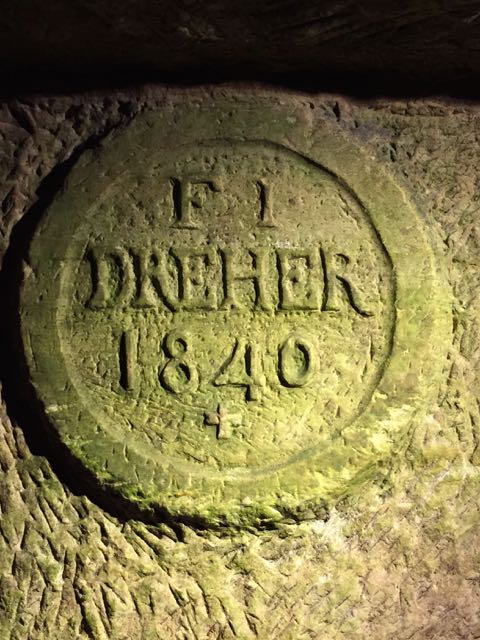 F I
DREHER
1840
+